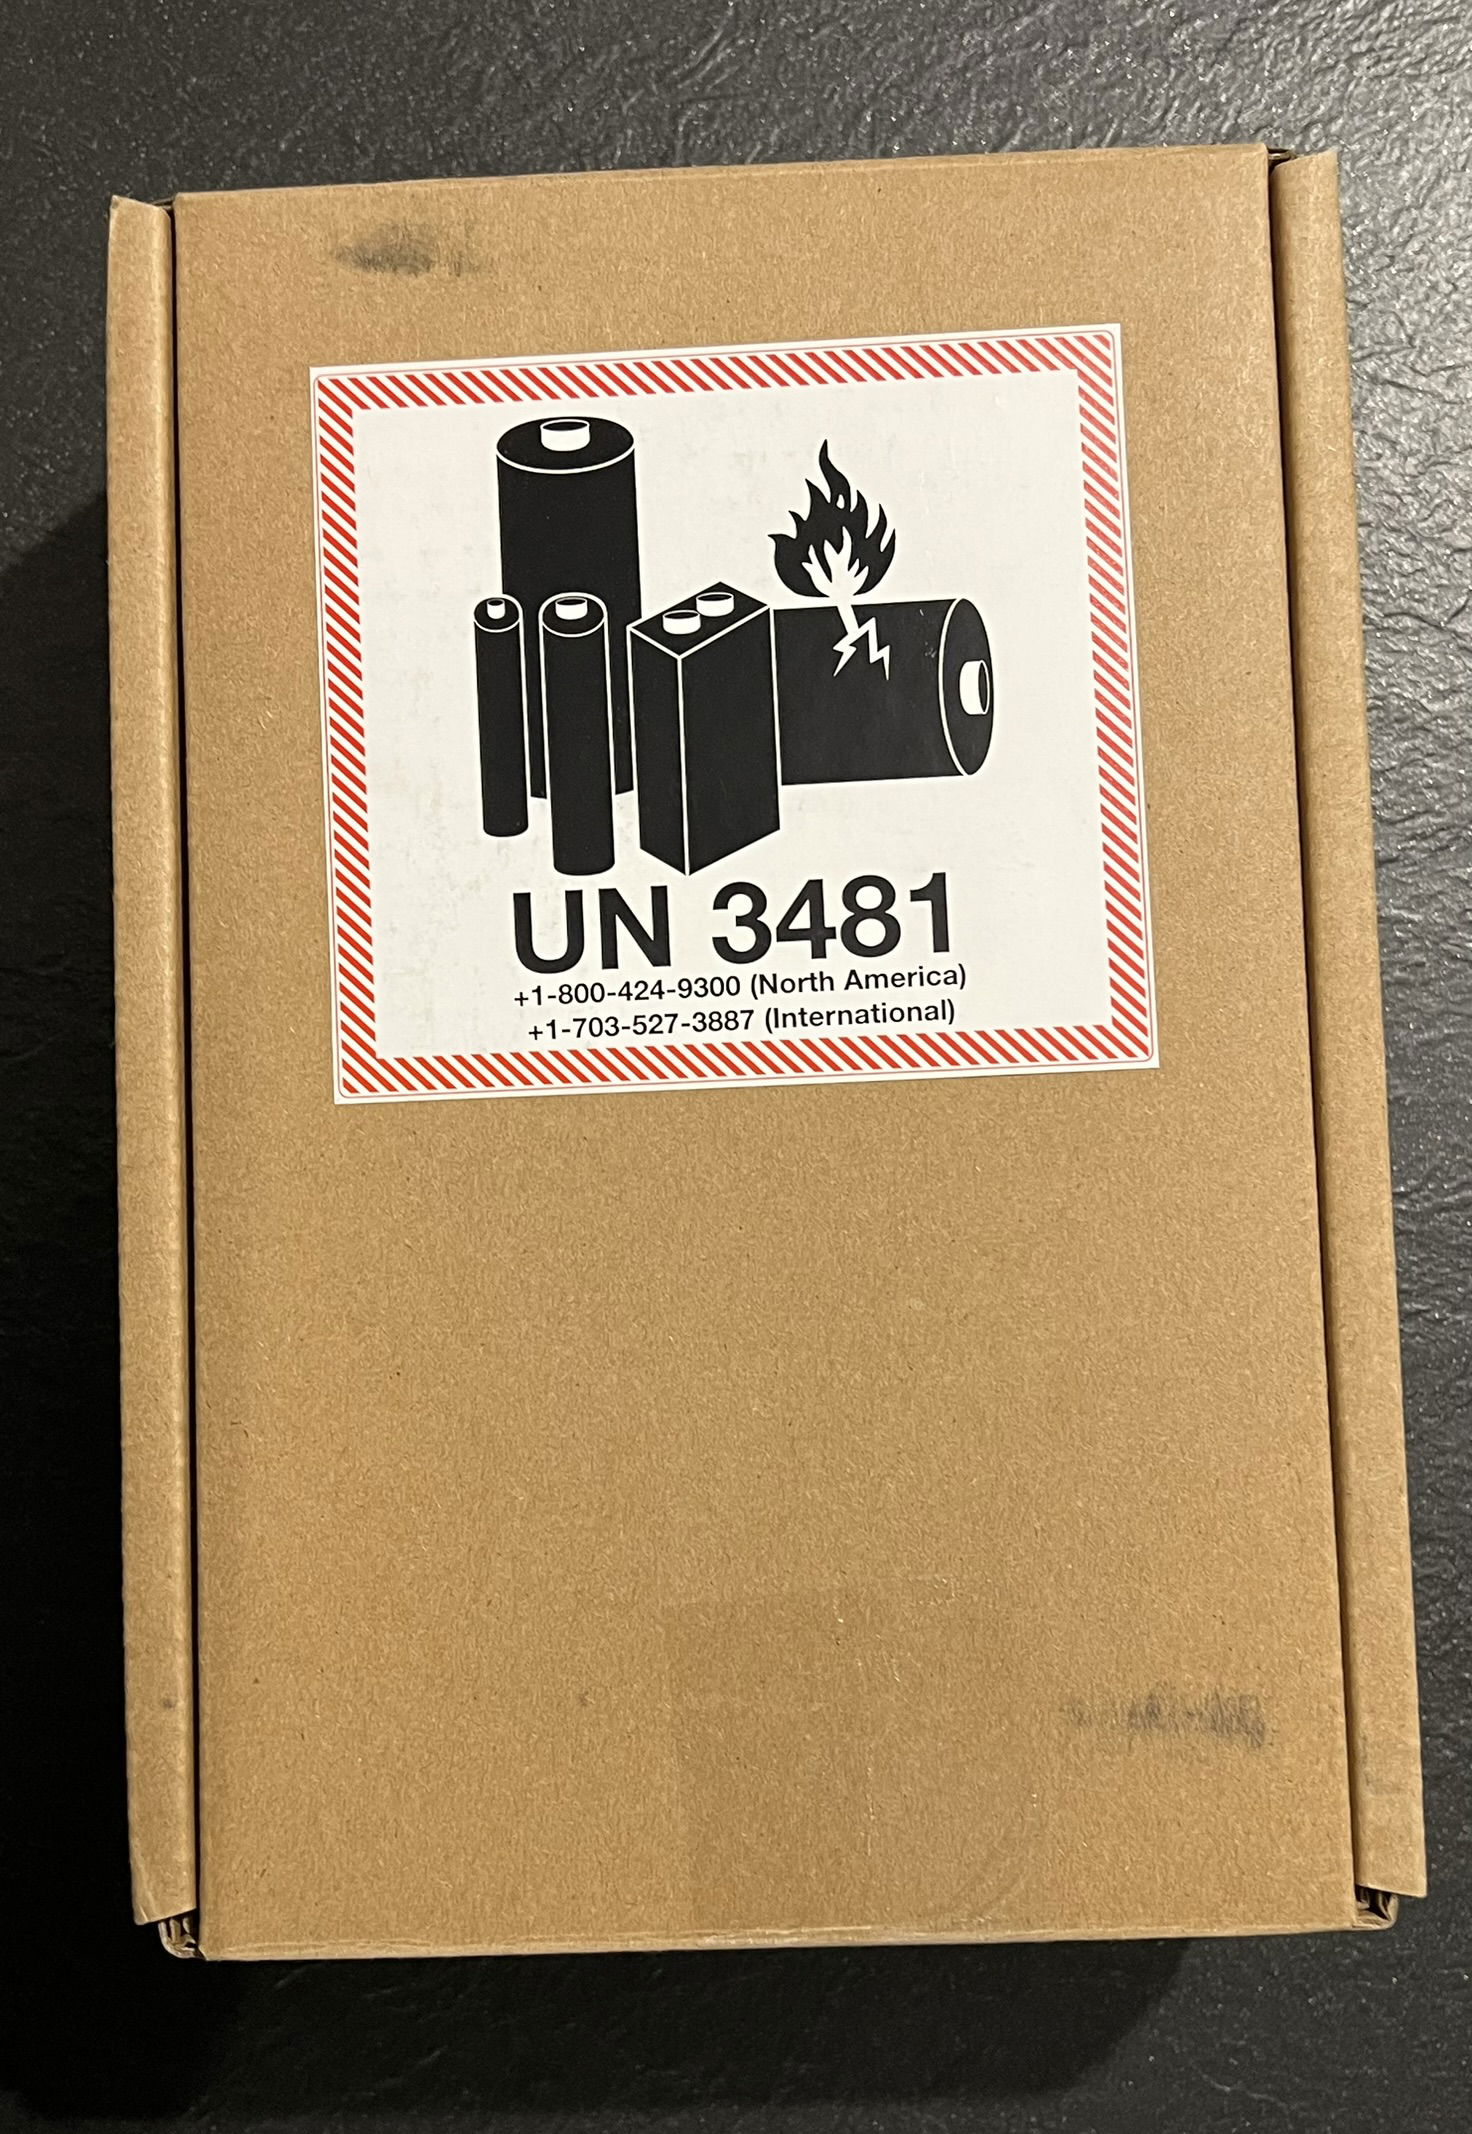 UN 3481
+1-800-424-9300 (North America)
+1-703-527-3887 (International)